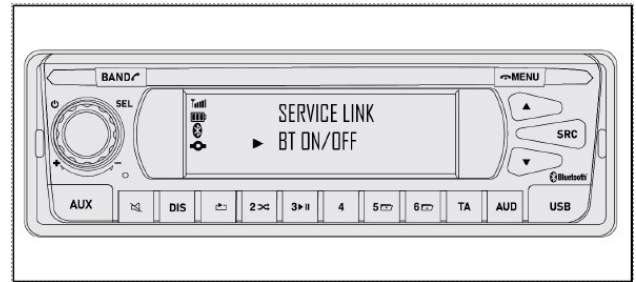 BAND MENU
SEL
SERVICE LINK
BT ON/OFF
SRC
Bluetooth
AUX DIS 2 3 4 5 6 TA AUD USB